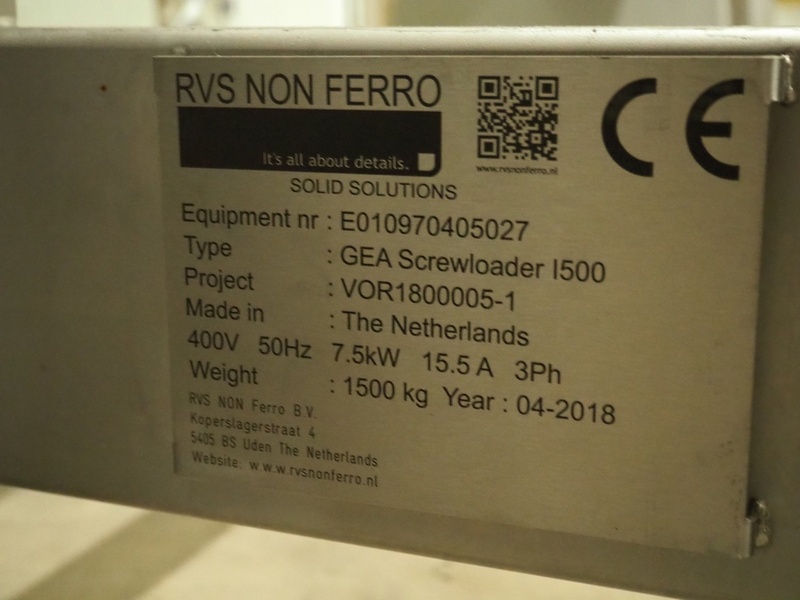 RVS NON FERRO
It's all about details.
www.rvsnonferro.nl
CE
SOLID SOLUTIONS
Equipment nr : E010970405027
Type : GEA Screwloader I500
Project : VOR1800005-1
Made in : The Netherlands
400V 50Hz 7.5kW 15.5 A 3Ph
Weight : 1500 kg Year : 04-2018
RVS NON Ferro B.V.
Koperslagerstraat 4
5405 BS Uden The Netherlands
Website: w.w.w.rvsnonferro.nl